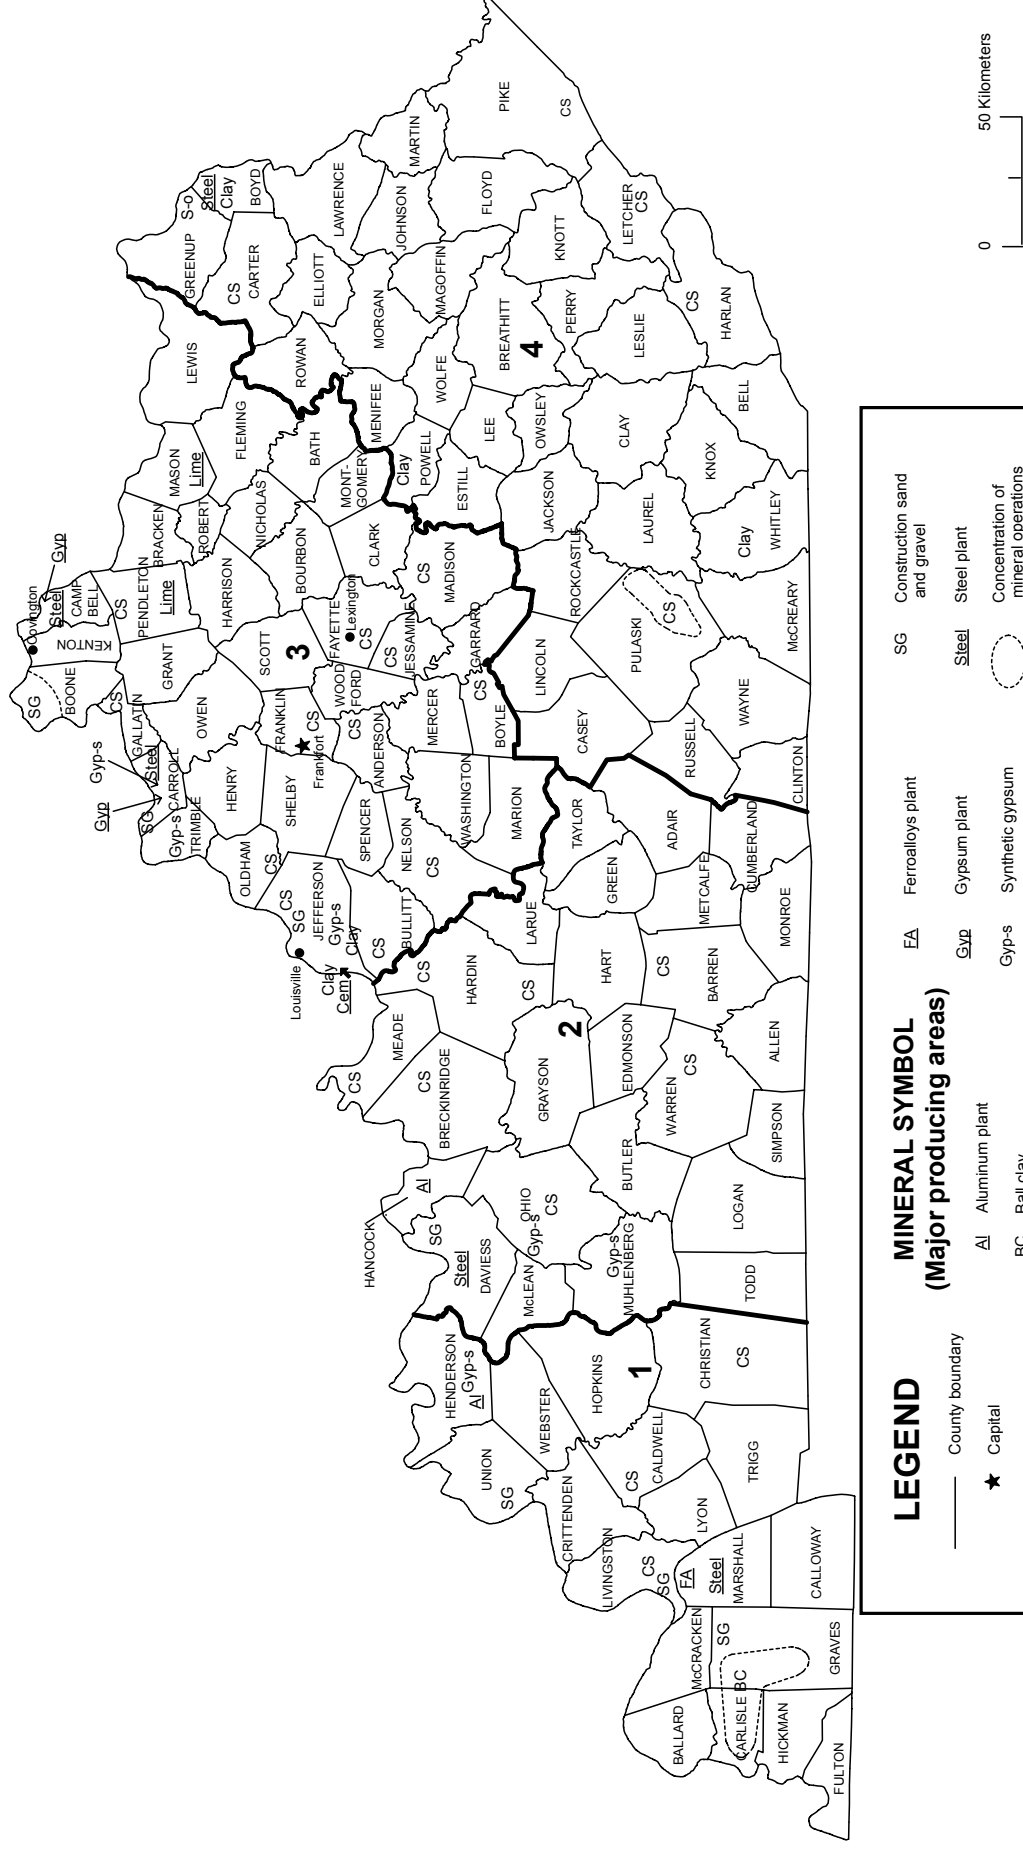 SG
BOONE
Covington
KENTON
Steel
Gyp
CAMP
BELL
Gyp-s
Gyp
CS
GALLATIN
Steel
CARROLL
SG
Gyp-s
TRIMBLE
GRANT
CS
PENDLETON
Lime
BRACKEN
MASON
Lime
ROBERT
LEWIS
GREENUP
S-o
Steel
Clay
BOYD
CS
CARTER
OWEN
HENRY
OLDHAM
CS
HARRISON
NICHOLAS
FLEMING
SCOTT
3
FRANKLIN
CS
Frankfort
SHELBY
CS
SG
JEFFERSON
Gyp-s
Clay
Louisville
Clay
Cem
BOURBON
BATH
ROWAN
ELLIOTT
LAWRENCE
FAYETTE
Lexington
CS
WOOD
FORD
CS
ANDERSON
SPENCER
CS
BULLITT
NELSON
CS
MONT-
GOMERY
CLARK
MENIFEE
MORGAN
JOHNSON
MARTIN
CS
JESSAMINE
MERCER
WASHINGTON
CS
MADISON
Clay
POWELL
WOLFE
MAGOFFIN
FLOYD
PIKE
CS
GARRARD
CS
BOYLE
MARION
ESTILL
LEE
BREATHITT
4
KNOTT
LETCHER
CS
LINCOLN
CASEY
ROCKCASTLE
JACKSON
OWSLEY
PERRY
LESLIE
CS
HARLAN
PULASKI
CS
LAUREL
CLAY
KNOX
BELL
Clay
WHITLEY
RUSSELL
WAYNE
McCREARY
CLINTON
CS
MEADE
CS
HARDIN
CS
LARUE
TAYLOR
GREEN
ADAIR
CS
BRECKINRIDGE
GRAYSON
2
HART
CS
BARREN
METCALFE
CUMBERLAND
MONROE
HANCOCK
Al
SG
Steel
DAVIESS
OHIO
CS
Gyp-s
McLEAN
Gyp-s
MUHLENBERG
BUTLER
EDMONSON
CS
WARREN
ALLEN
SIMPSON
LOGAN
TODD
HENDERSON
Gyp-s
Al
UNION
SG
WEBSTER
HOPKINS
1
CHRISTIAN
CS
CRITTENDEN
CS
CALDWELL
LIVINGSTON
CS
SG
LYON
TRIGG
FA
Steel
MARSHALL
CALLOWAY
McCRACKEN
SG
GRAVES
BALLARD
CARLISLE
BC
HICKMAN
FULTON
LEGEND
County boundary
Capital
MINERAL SYMBOL
(Major producing areas)
Al Aluminum plant
BC Ball clay
FA Ferroalloys plant
Gyp Gypsum plant
Gyp-s Synthetic gypsum
SG Construction sand
and gravel
Steel Steel plant
Concentration of
mineral operations
0 50 Kilometers